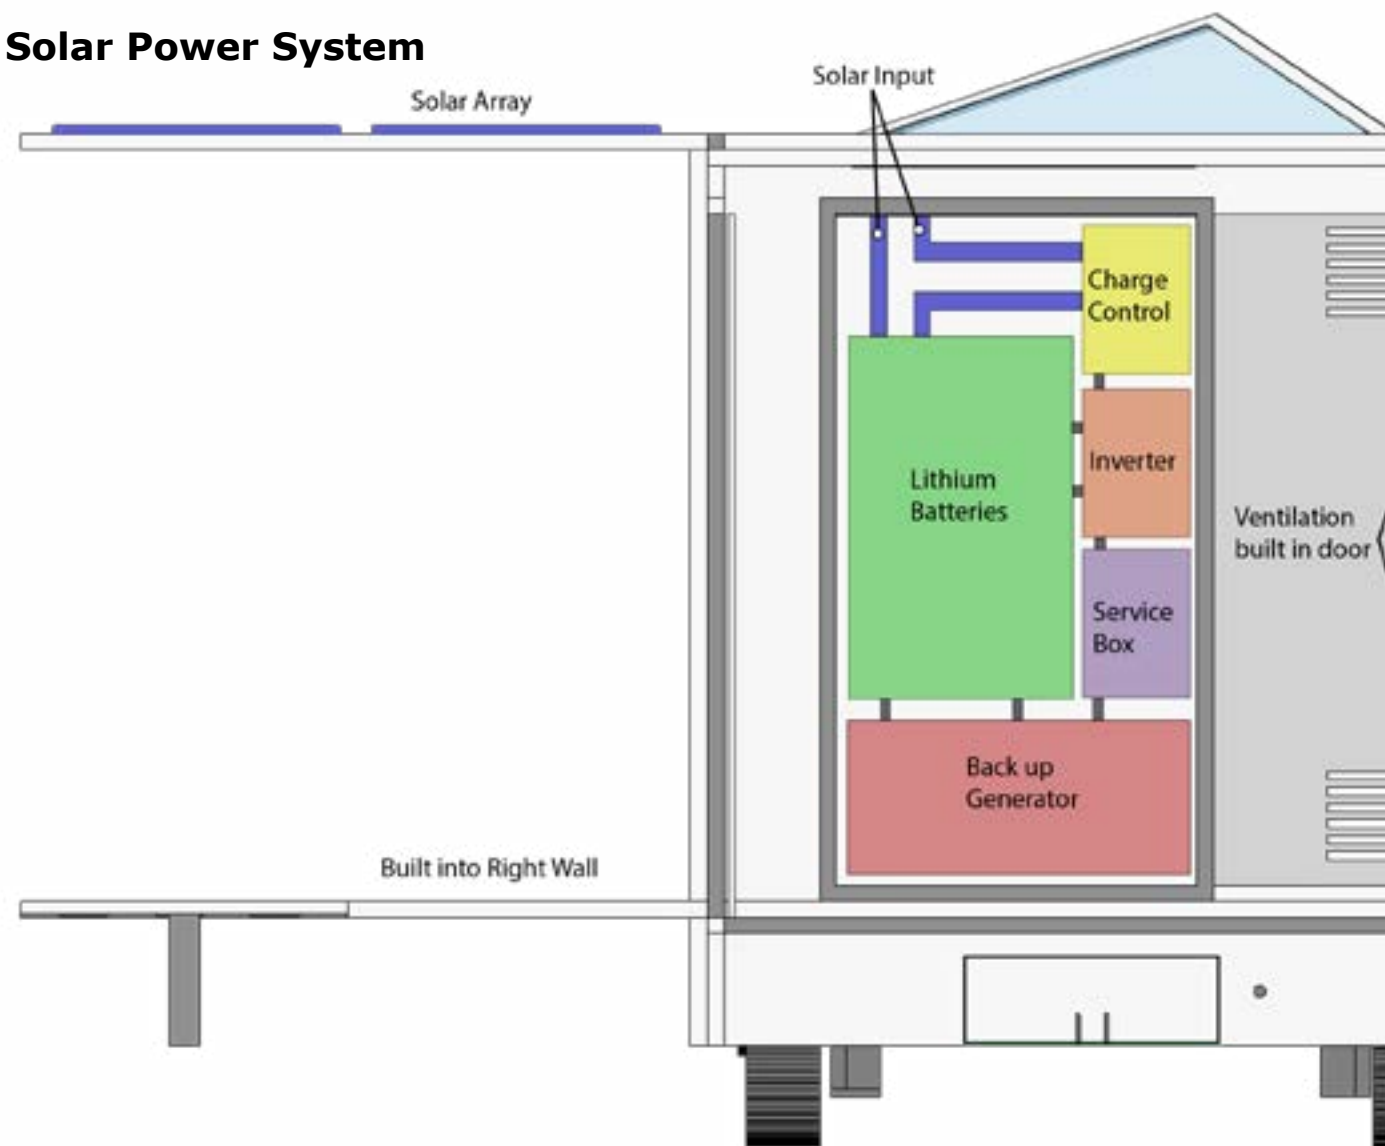 Solar Power System
Solar Array
Solar Input
Charge
Control
Inverter
Lithium
Batteries
Ventilation
built in door
Service
Box
Back up
Generator
Built into Right Wall